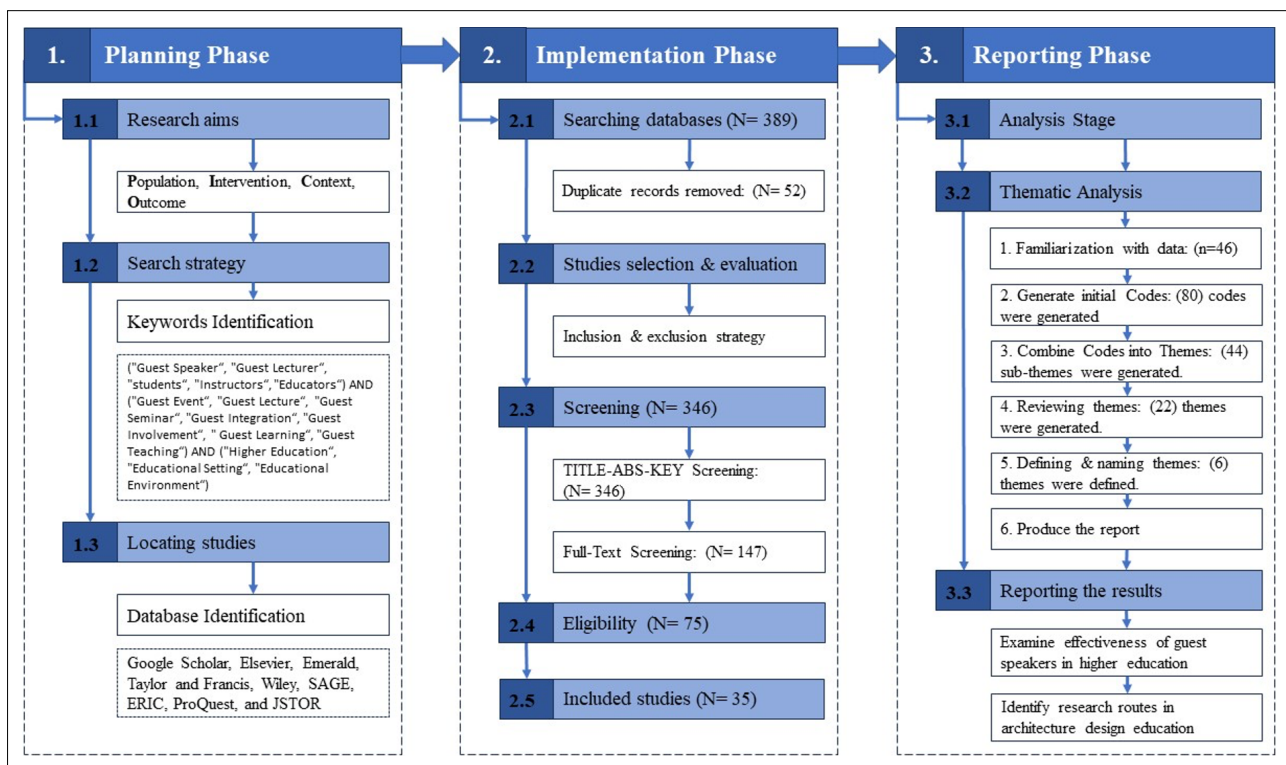 1. Planning Phase
1.1 Research aims
Population, Intervention, Context,
Outcome
1.2 Search strategy
Keywords Identification
("Guest Speaker", "Guest Lecturer",
"students", "Instructors", "Educators") AND
("Guest Event", "Guest Lecture", "Guest
Seminar", "Guest Integration", "Guest
Involvement", " Guest Learning", "Guest
Teaching") AND ("Higher Education",
"Educational Setting", "Educational
Environment")
1.3 Locating studies
Database Identification
Google Scholar, Elsevier, Emerald,
Taylor and Francis, Wiley, SAGE,
ERIC, ProQuest, and JSTOR
2. Implementation Phase
2.1 Searching databases (N= 389)
Duplicate records removed: (N= 52)
2.2 Studies selection & evaluation
Inclusion & exclusion strategy
2.3 Screening (N= 346)
TITLE-ABS-KEY Screening:
(N= 346)
Full-Text Screening: (N= 147)
2.4 Eligibility (N= 75)
2.5 Included studies (N= 35)
3. Reporting Phase
3.1 Analysis Stage
3.2 Thematic Analysis
1. Familiarization with data: (n=46)
2. Generate initial Codes: (80) codes
were generated
3. Combine Codes into Themes: (44)
sub-themes were generated.
4. Reviewing themes: (22) themes
were generated.
5. Defining & naming themes: (6)
themes were defined.
6. Produce the report
3.3 Reporting the results
Examine effectiveness of guest
speakers in higher education
Identify research routes in
architecture design education